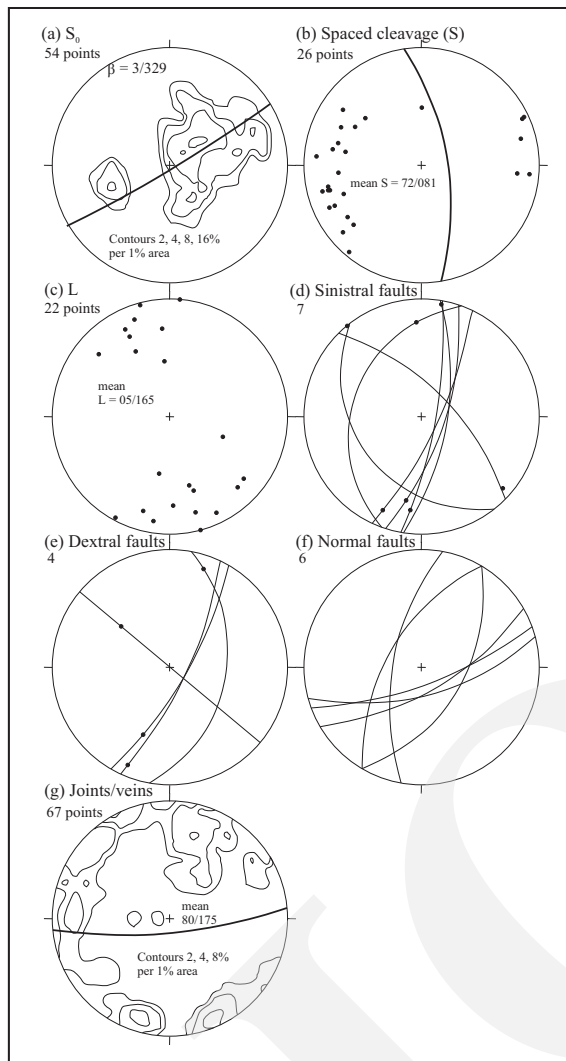 (a) S₀
54 points
β = 3/329
Contours 2, 4, 8, 16%
per 1% area
(b) Spaced cleavage (S)
26 points
mean S = 72/081
(c) L
22 points
mean
L = 05/165
(d) Sinistral faults
7
(e) Dextral faults
4
(f) Normal faults
6
(g) Joints/veins
67 points
mean
80/175
Contours 2, 4, 8%
per 1% area